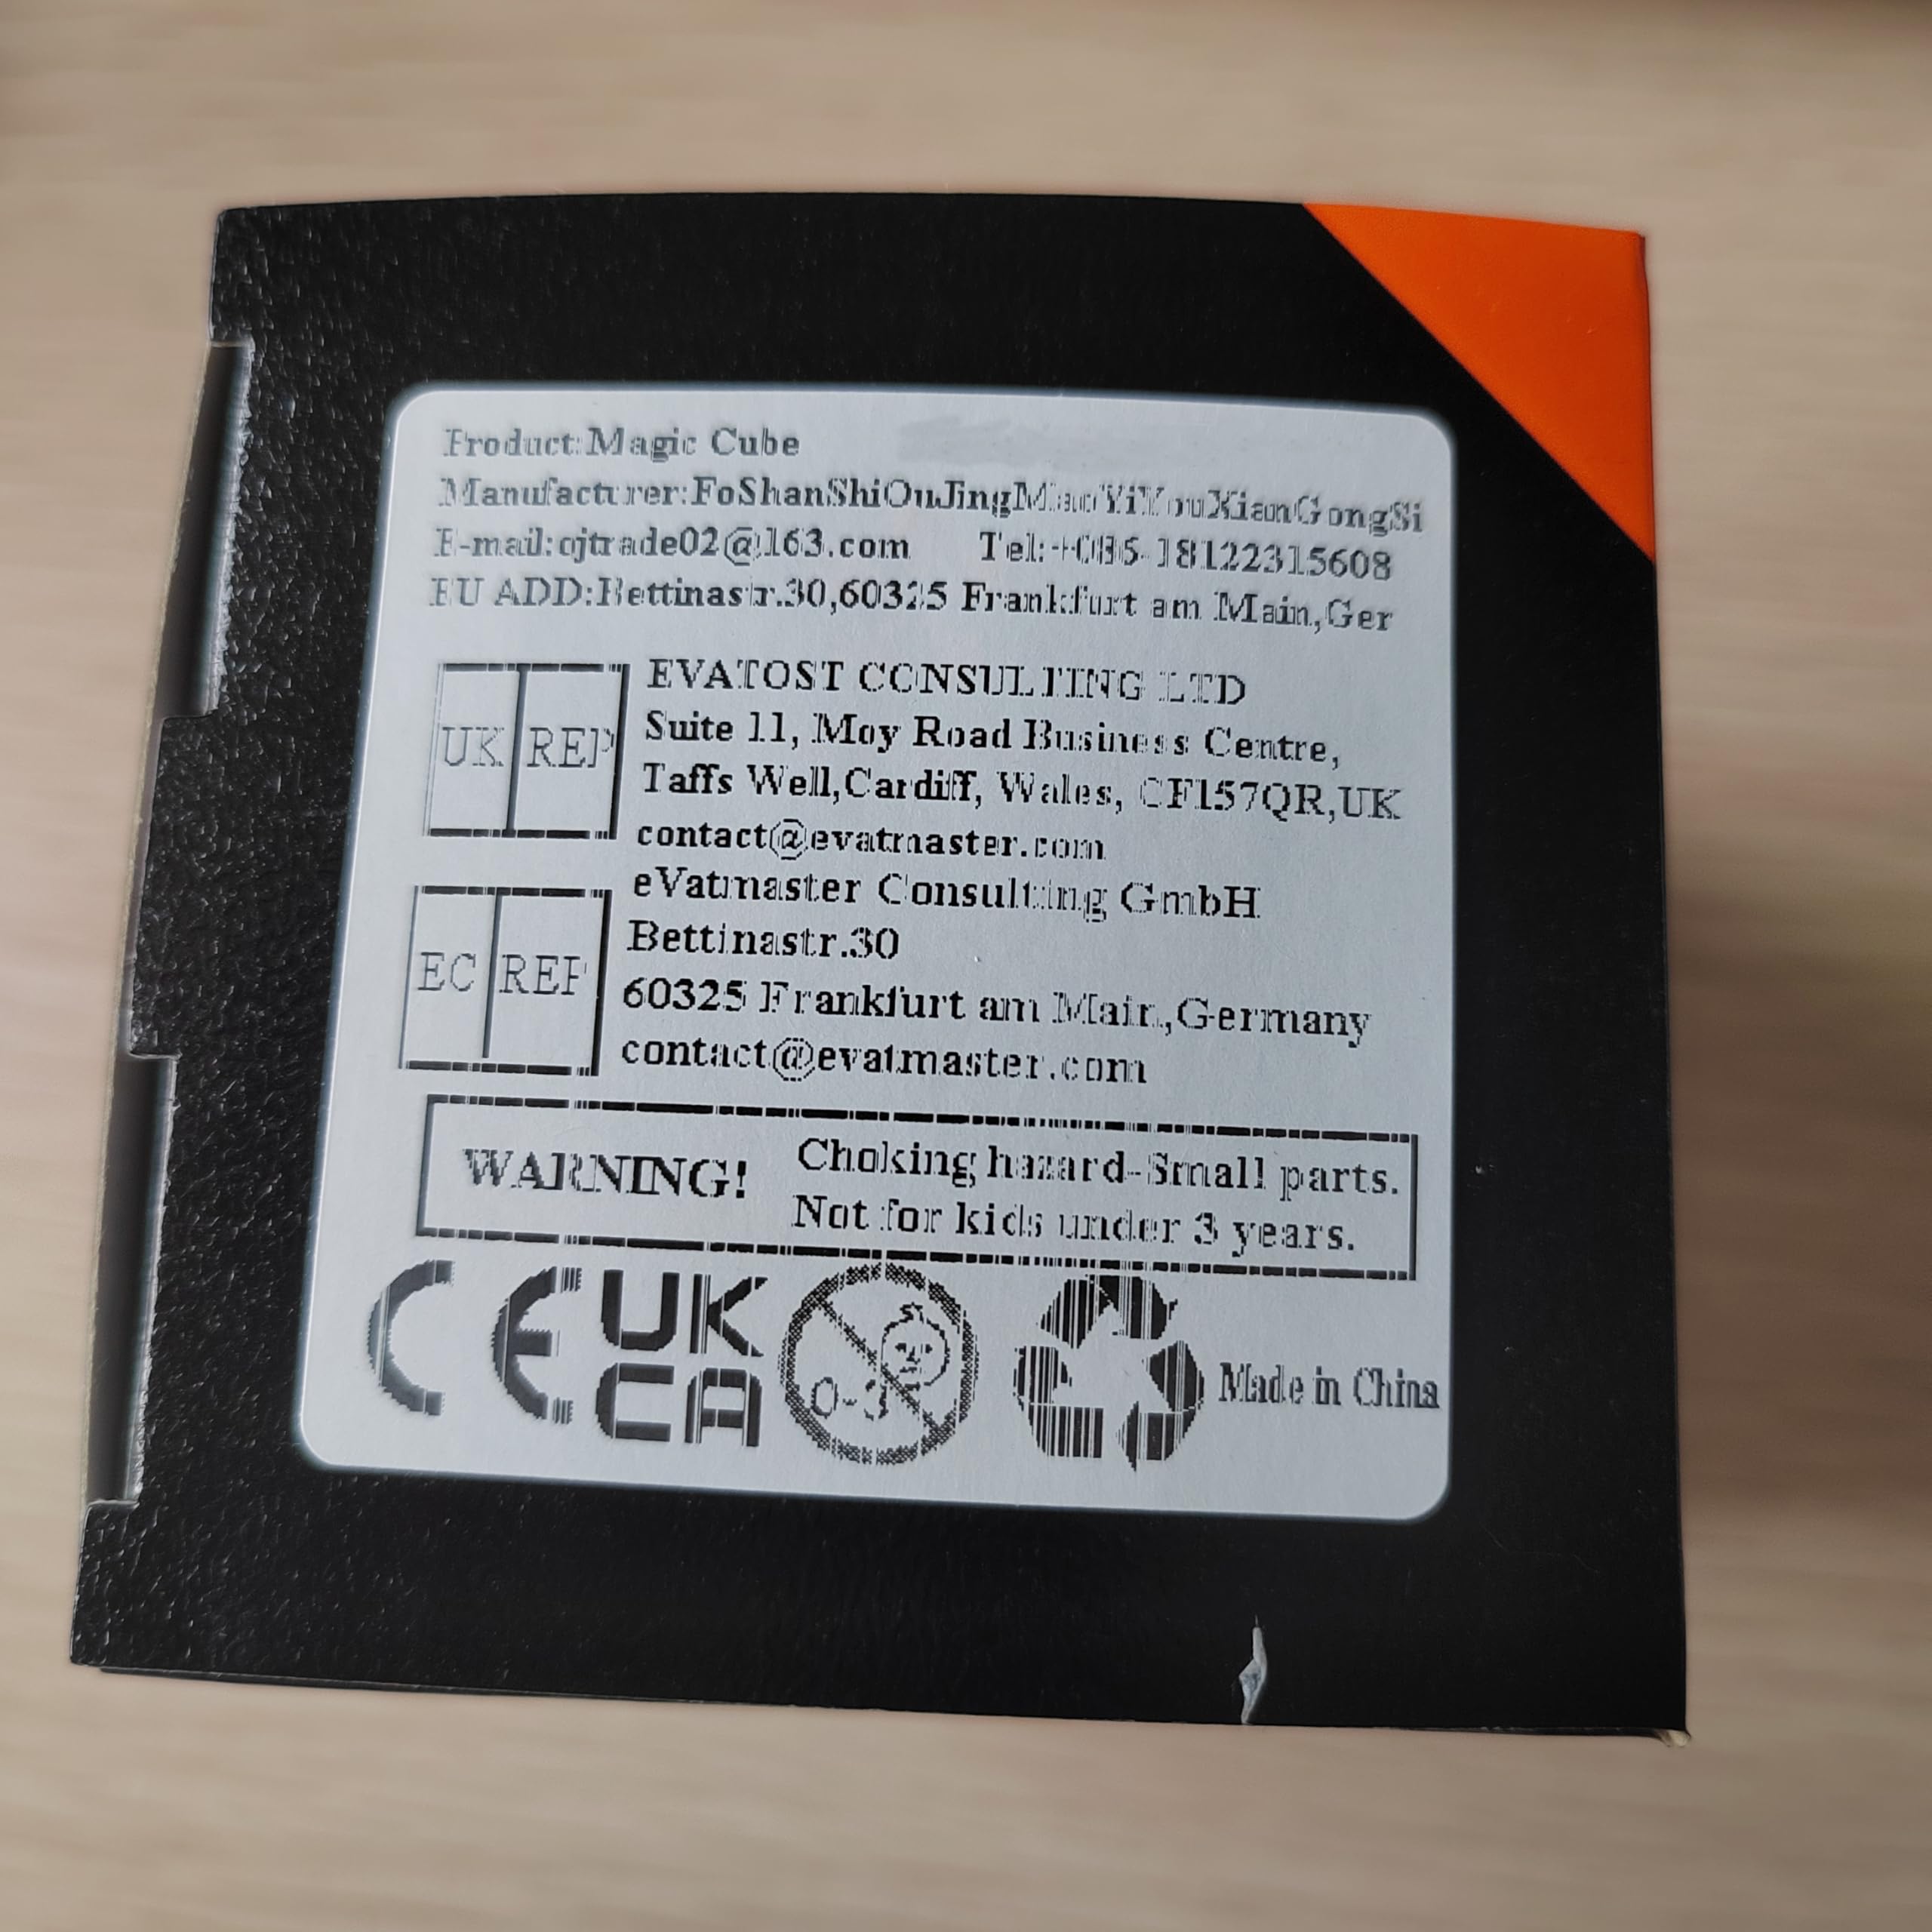 Product:Magic Cube
Manufacturer:FoShanShiOuJingMaoYiYouXianGongSi
E-mail:ojtrade02@163.com Tel:+086-18122315608
EU ADD:Bettinastr.30,60325 Frankfurt am Main,Ger
UK REP
EVATOST CONSULTING LTD
Suite 11, Moy Road Business Centre,
Taffs Well,Cardiff, Wales, CF157QR,UK
contact@evatmaster.com
EC REP
eVatmaster Consulting GmbH
Bettinastr.30
60325 Frankfurt am Main,Germany
contact@evatmaster.com
WARNING! Choking hazard-Small parts.
Not for kids under 3 years.
CE UK CA 0-3 Made in China